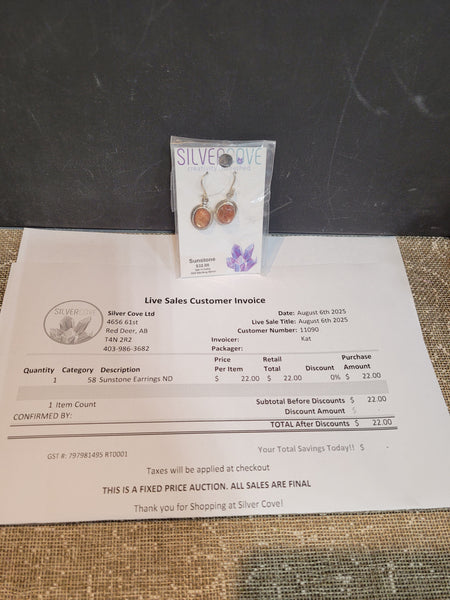 SILVERCOVE
Sunstone
Live Sales Customer Invoice
SILVERCOVE
Silver Cove Ltd
4656 61st
Red Deer, AB
T4N 2R2
403-986-3682
Date: August 6th 2025
Live Sale Title: August 6th 2025
Customer Number: 11090
Invoicer: Kat
Packager:
Quantity Category Description Price Per Item Retail Total Discount Purchase Amount
1 58 Sunstone Earrings ND $ 22.00 $ 22.00 0% $ 22.00
1 Item Count
Subtotal Before Discounts $ 22.00
CONFIRMED BY:
Discount Amount $
TOTAL After Discounts $ 22.00
GST #: 797981495 RT0001
Your Total Savings Today!! $
Taxes will be applied at checkout
THIS IS A FIXED PRICE AUCTION. ALL SALES ARE FINAL
Thank you for Shopping at Silver Cove!